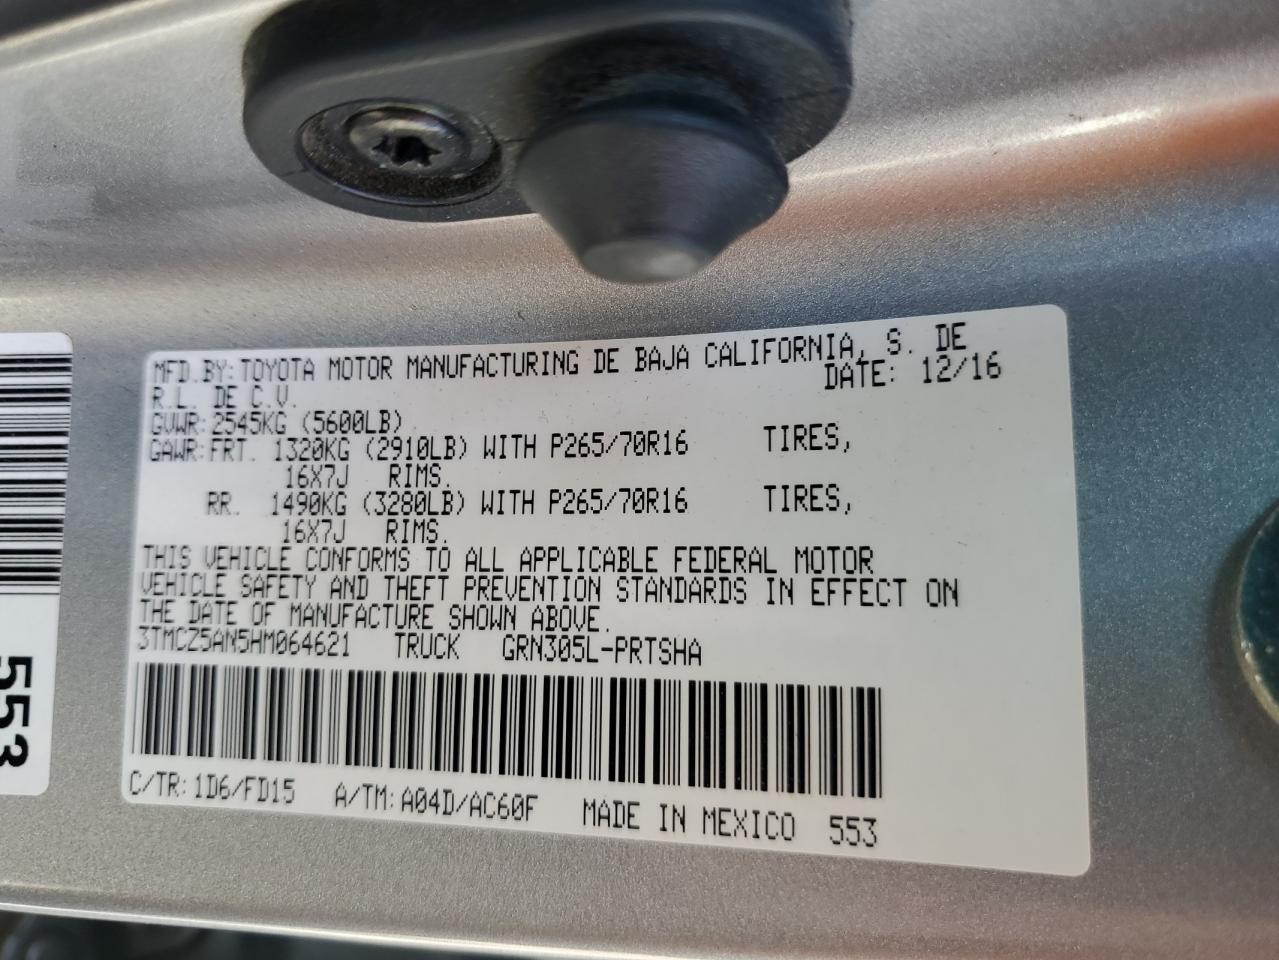 MFD.BY:TOYOTA MOTOR MANUFACTURING DE BAJA CALIFORNIA, S. DE
R.L. DE C.V. DATE: 12/16
GVWR:2545KG (5600LB)
GAWR:FRT. 1320KG (2910LB) WITH P265/70R16 TIRES,
16X7J RIMS.
RR. 1490KG (3280LB) WITH P265/70R16 TIRES,
16X7J RIMS.
THIS VEHICLE CONFORMS TO ALL APPLICABLE FEDERAL MOTOR
VEHICLE SAFETY AND THEFT PREVENTION STANDARDS IN EFFECT ON
THE DATE OF MANUFACTURE SHOWN ABOVE.
3TMCZ5AN5HM064621 TRUCK GRN305L-PRTSHA
C/TR:1D6/FD15 A/TM:A04D/AC60F MADE IN MEXICO 553
553